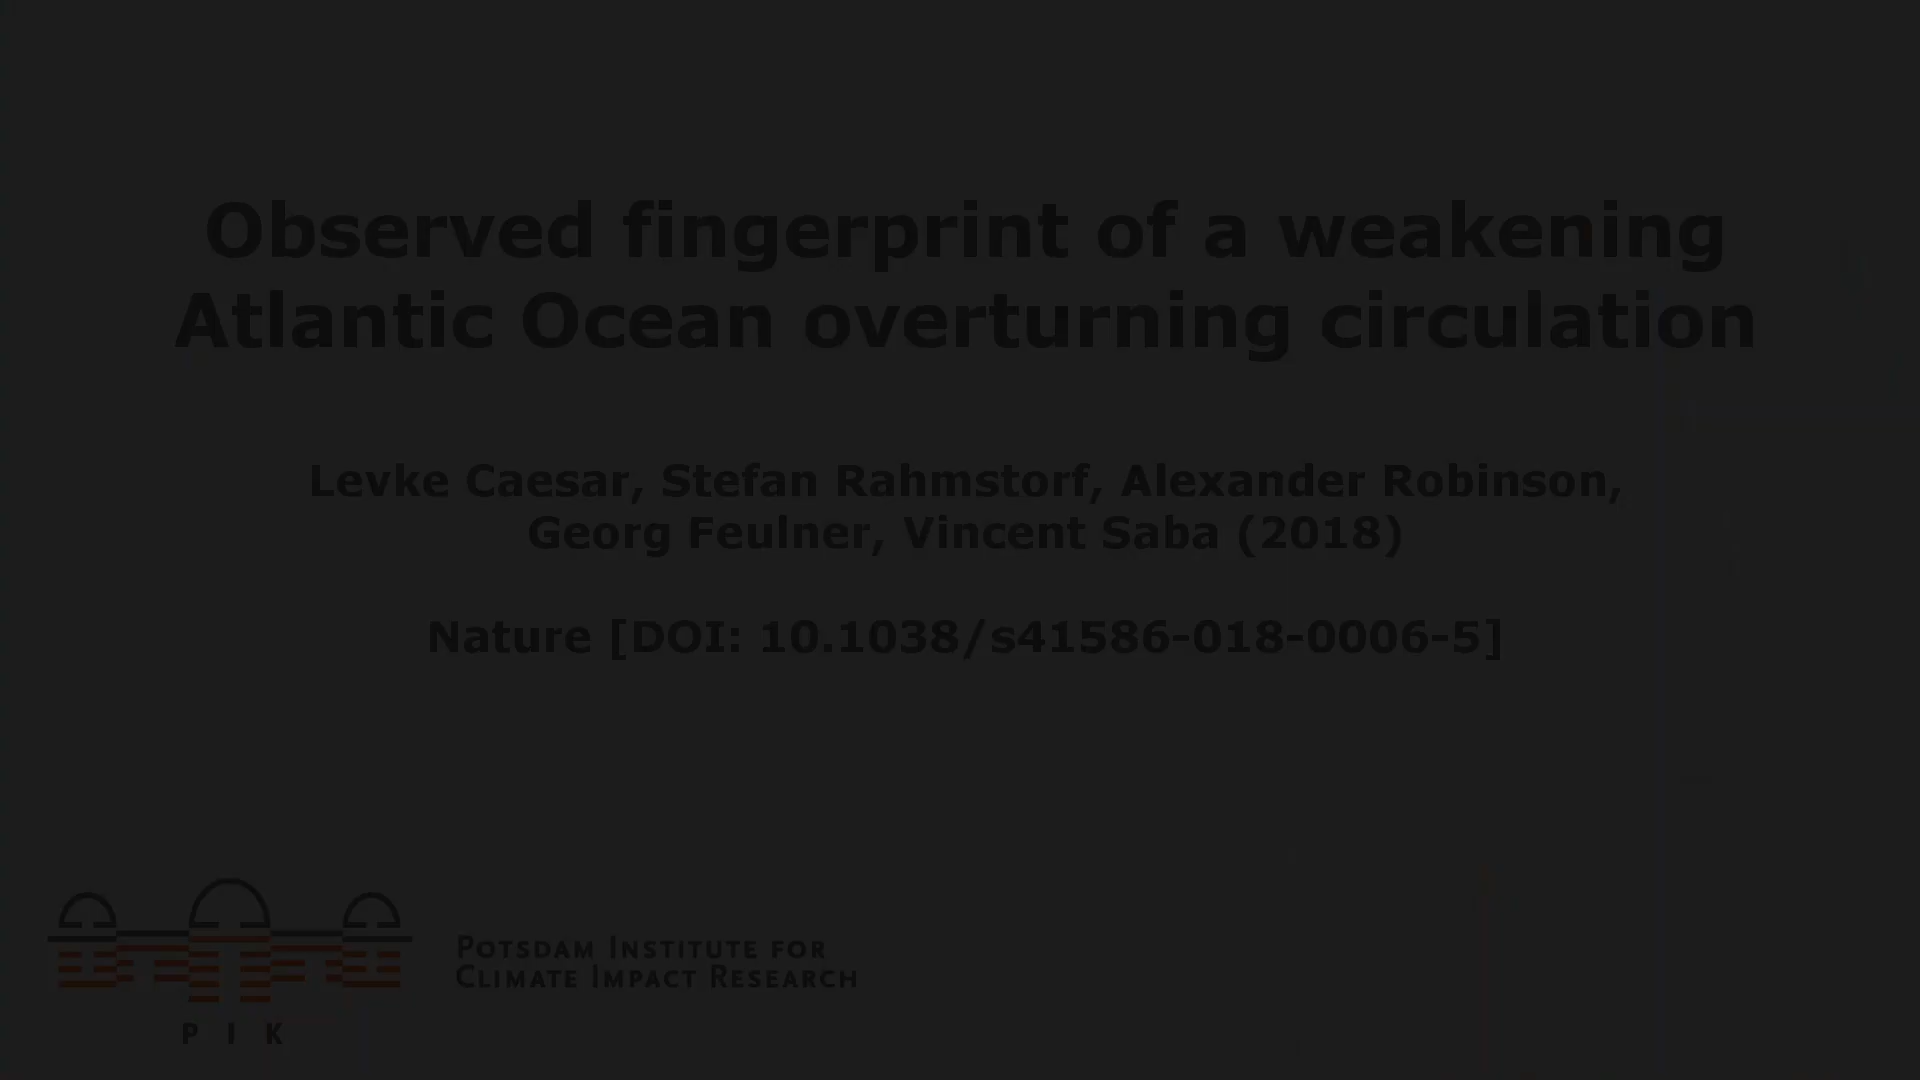 Observed fingerprint of a weakening
Atlantic Ocean overturning circulation
Levke Caesar, Stefan Rahmstorf, Alexander Robinson,
Georg Feulner, Vincent Saba (2018)
Nature [DOI: 10.1038/s41586-018-0006-5]
POTSDAM INSTITUTE FOR
CLIMATE IMPACT RESEARCH
P I K